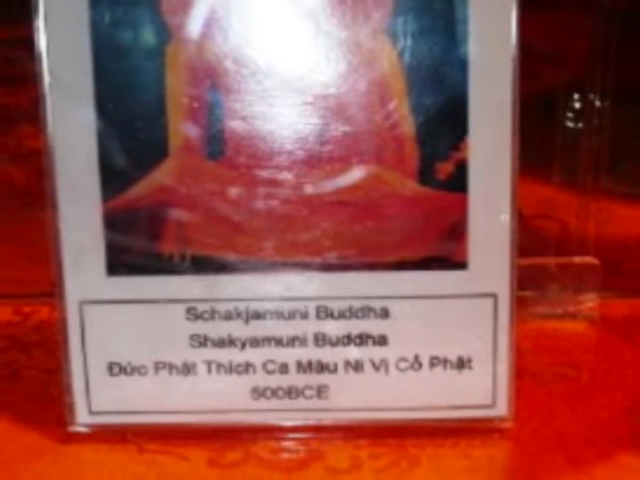 Schakjamuni Buddha
Shakyamuni Buddha
Đức Phật Thích Ca Mâu Ni Vị Cổ Phật
500BCE